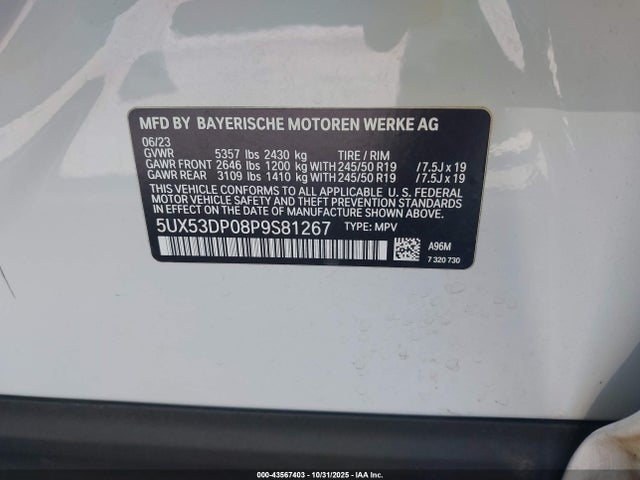 MFD BY BAYERISCHE MOTOREN WERKE AG
06/23
GVWR 5357 lbs 2430 kg TIRE / RIM
GAWR FRONT 2646 lbs 1200 kg WITH 245/50 R19 /7.5J x 19
GAWR REAR 3109 lbs 1410 kg WITH 245/50 R19 /7.5J x 19
THIS VEHICLE CONFORMS TO ALL APPLICABLE U. S. FEDERAL
MOTOR VEHICLE SAFETY, BUMPER, AND THEFT PREVENTION
STANDARDS IN EFFECT ON THE DATE OF MANUFACTURE SHOWN ABOVE.
5UX53DP08P9S81267 TYPE: MPV
A96M
7 320 730
000-43567403 - 10/31/2025 - IAA Inc.